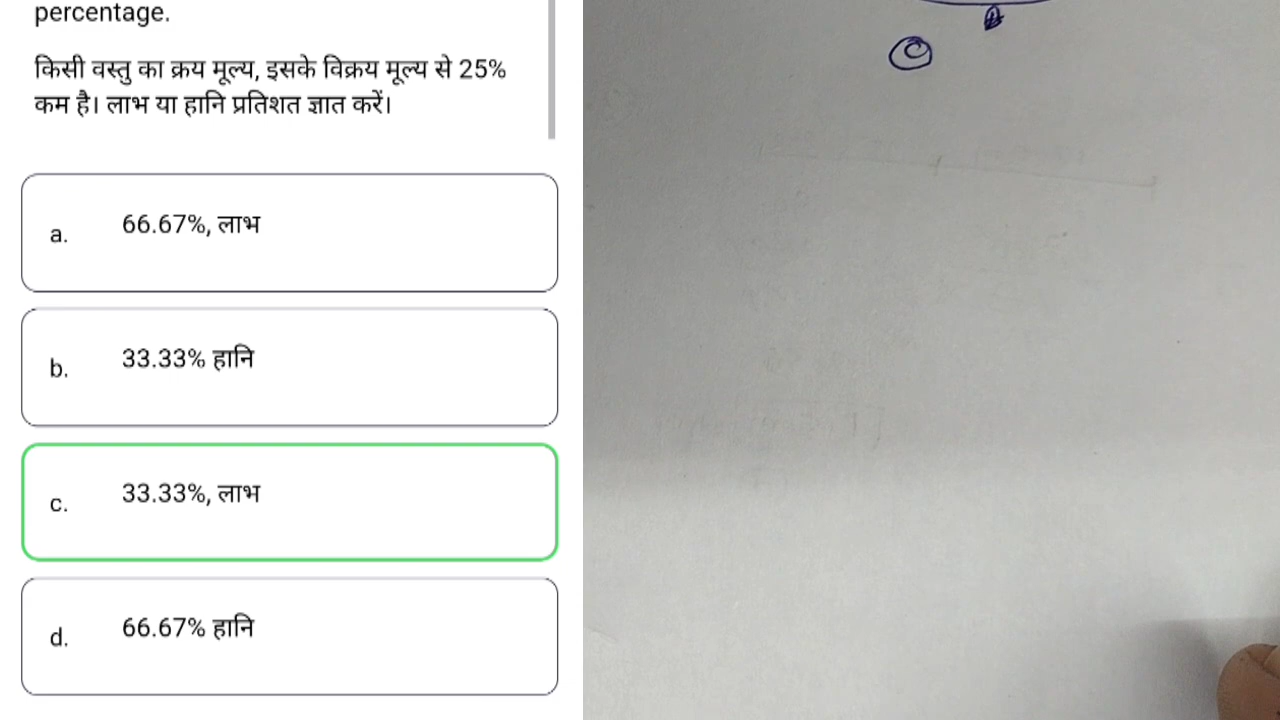 percentage.
किसी वस्तु का क्रय मूल्य, इसके विक्रय मूल्य से 25%
कम है। लाभ या हानि प्रतिशत ज्ञात करें।
a. 66.67%, लाभ
b. 33.33% हानि
c. 33.33%, लाभ
d. 66.67% हानि
C